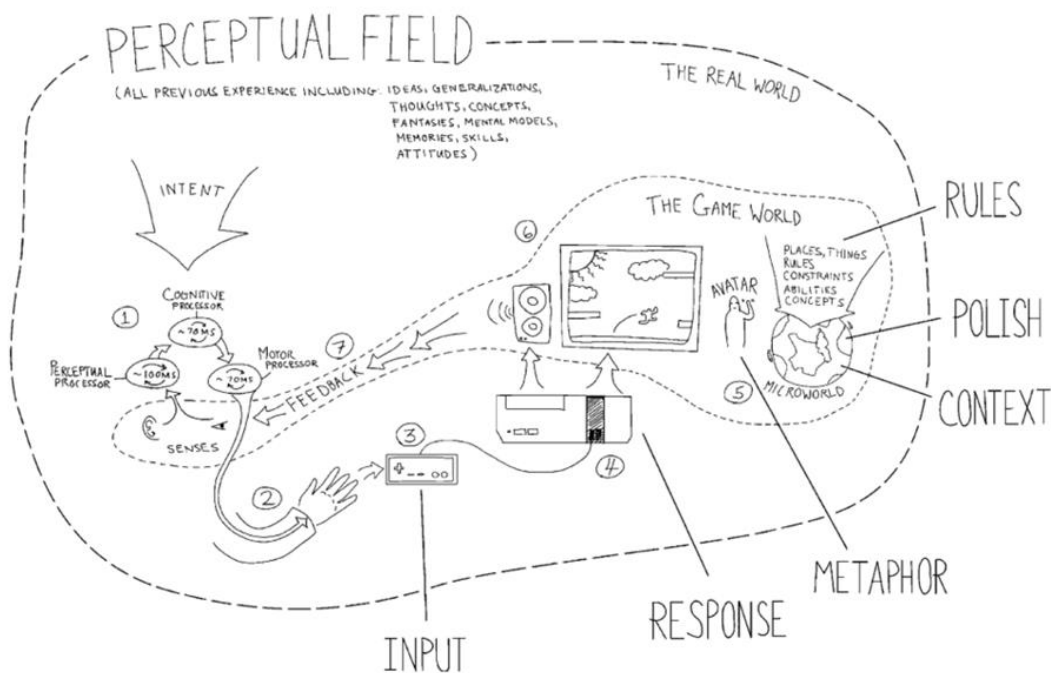 PERCEPTUAL FIELD
(ALL PREVIOUS EXPERIENCE INCLUDING: IDEAS, GENERALIZATIONS,
THOUGHTS, CONCEPTS,
FANTASIES, MENTAL MODELS,
MEMORIES, SKILLS,
ATTITUDES)
THE REAL WORLD
INTENT
THE GAME WORLD
RULES
PLACES, THINGS
RULES
CONSTRAINTS
ABILITIES
CONCEPTS
6
AVATAR
COGNITIVE
PROCESSOR
1
~70MS
POLISH
7
MOTOR
PROCESSOR
PERCEPTUAL
PROCESSOR
~100MS
~70MS
FEEDBACK
MICROWORLD
5
CONTEXT
SENSES
3
4
2
METAPHOR
RESPONSE
INPUT